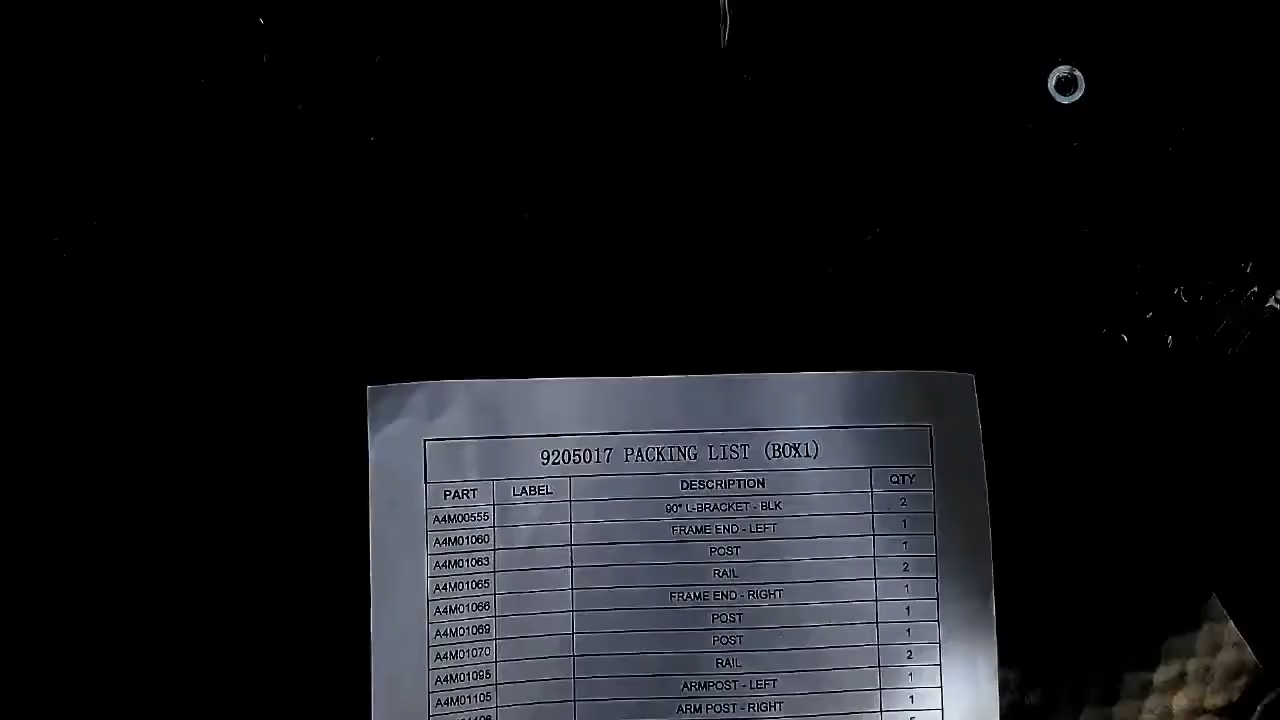 9205017 PACKING LIST (BOX1)
PART LABEL DESCRIPTION QTY
A4M00555 90° L-BRACKET - BLK 2
A4M01060 FRAME END - LEFT 1
A4M01063 POST 1
A4M01065 RAIL 2
A4M01066 FRAME END - RIGHT 1
A4M01069 POST 1
A4M01070 POST 1
A4M01095 RAIL 2
A4M01105 ARMPOST - LEFT 1
ARM POST - RIGHT 1